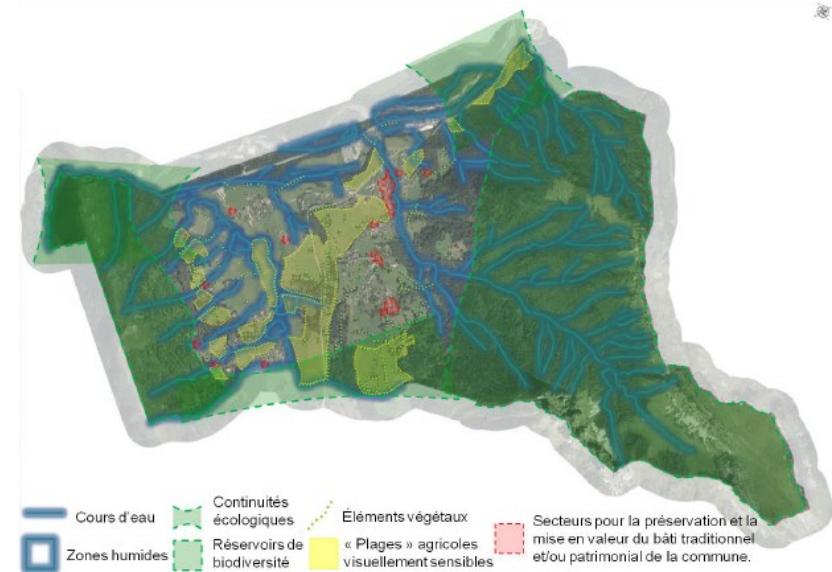 Cours d'eau
Zones humides
Continuités
écologiques
Réservoirs de
biodiversité
Éléments végétaux
« Plages » agricoles
visuellement sensibles
Secteurs pour la préservation et la
mise en valeur du bâti traditionnel
et/ou patrimonial de la commune.